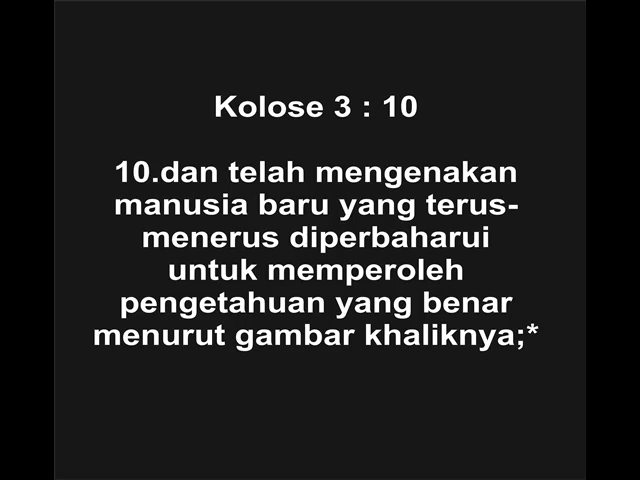 Kolose 3 : 10
10.dan telah mengenakan
manusia baru yang terus-
menerus diperbaharui
untuk memperoleh
pengetahuan yang benar
menurut gambar khaliknya;*